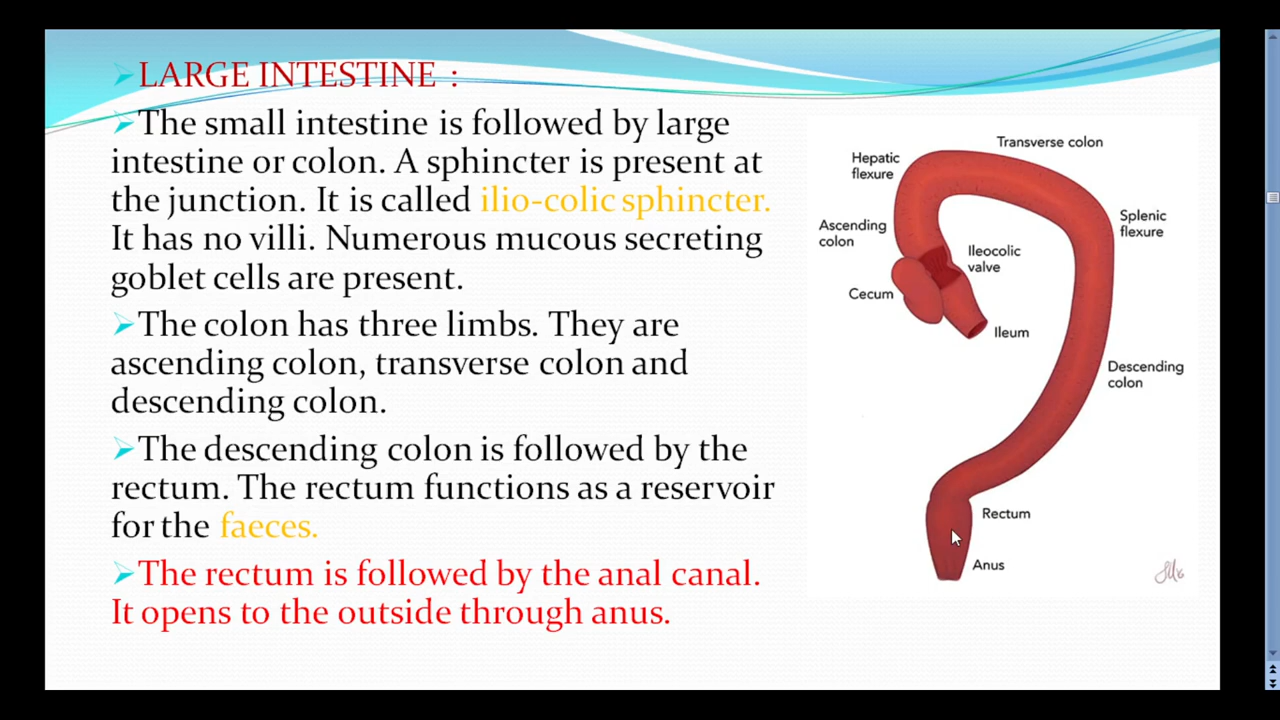 LARGE INTESTINE :
The small intestine is followed by large
intestine or colon. A sphincter is present at
the junction. It is called ilio-colic sphincter.
It has no villi. Numerous mucous secreting
goblet cells are present.
The colon has three limbs. They are
ascending colon, transverse colon and
descending colon.
The descending colon is followed by the
rectum. The rectum functions as a reservoir
for the faeces.
The rectum is followed by the anal canal.
It opens to the outside through anus.
Transverse colon
Hepatic
flexure
Splenic
flexure
Ascending
colon
Ileocolic
valve
Cecum
Ileum
Descending
colon
Rectum
Anus